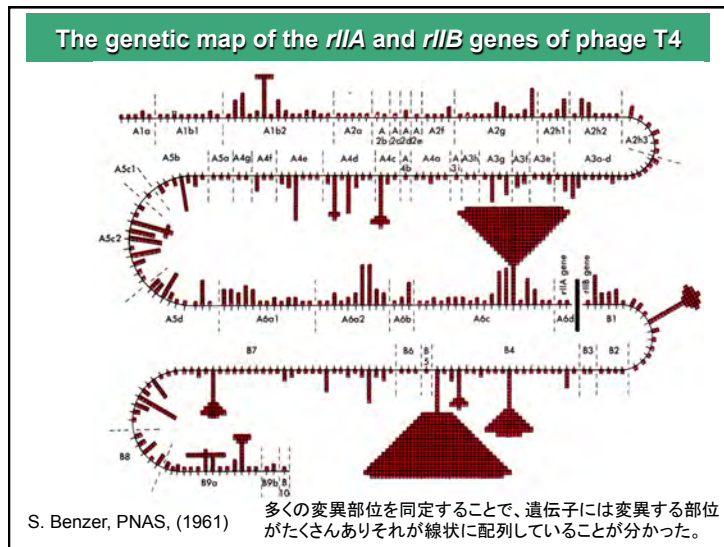 The genetic map of the rIIA and rIIB genes of phage T4
A1a A1b1 A1b2 A2a A2b A2c A2d A2e A2f A2g A2h1 A2h2 A2h3
A5c1 A5b A5a A4g A4f A4e A4d A4c A4b A4a A3i A3h A3g A3f A3e A3a-d
A5c2
rIIA gene rIIB gene
A5d A6a1 A6a2 A6b A6c A6d B1
B7 B6 B5 B4 B3 B2
B8
B9a B9b B10
S. Benzer, PNAS, (1961)
多くの変異部位を同定することで、遺伝子には変異する部位
がたくさんありそれが線状に配列していることが分かった。